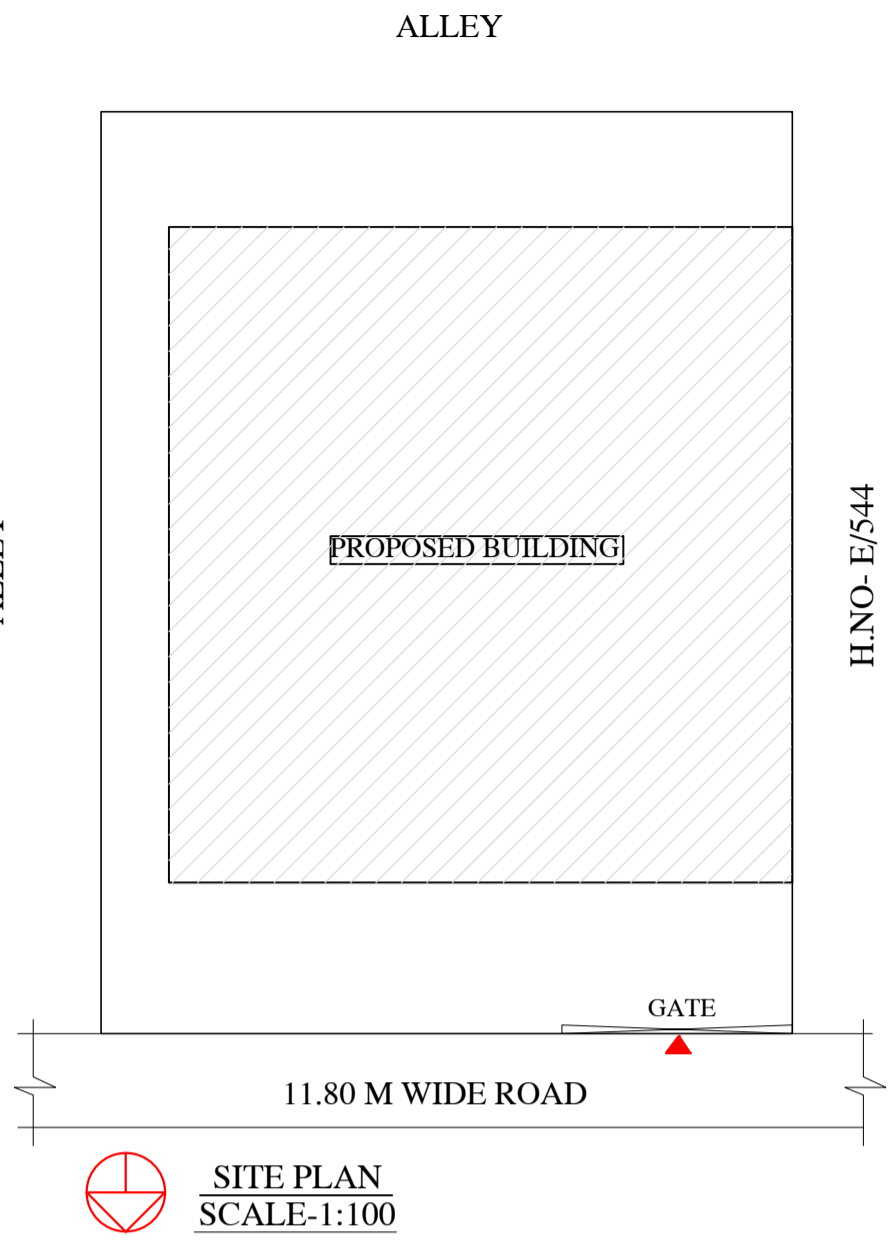 ALLEY
PROPOSED BUILDING
H.NO- E/544
GATE
11.80 M WIDE ROAD
SITE PLAN
SCALE-1:100